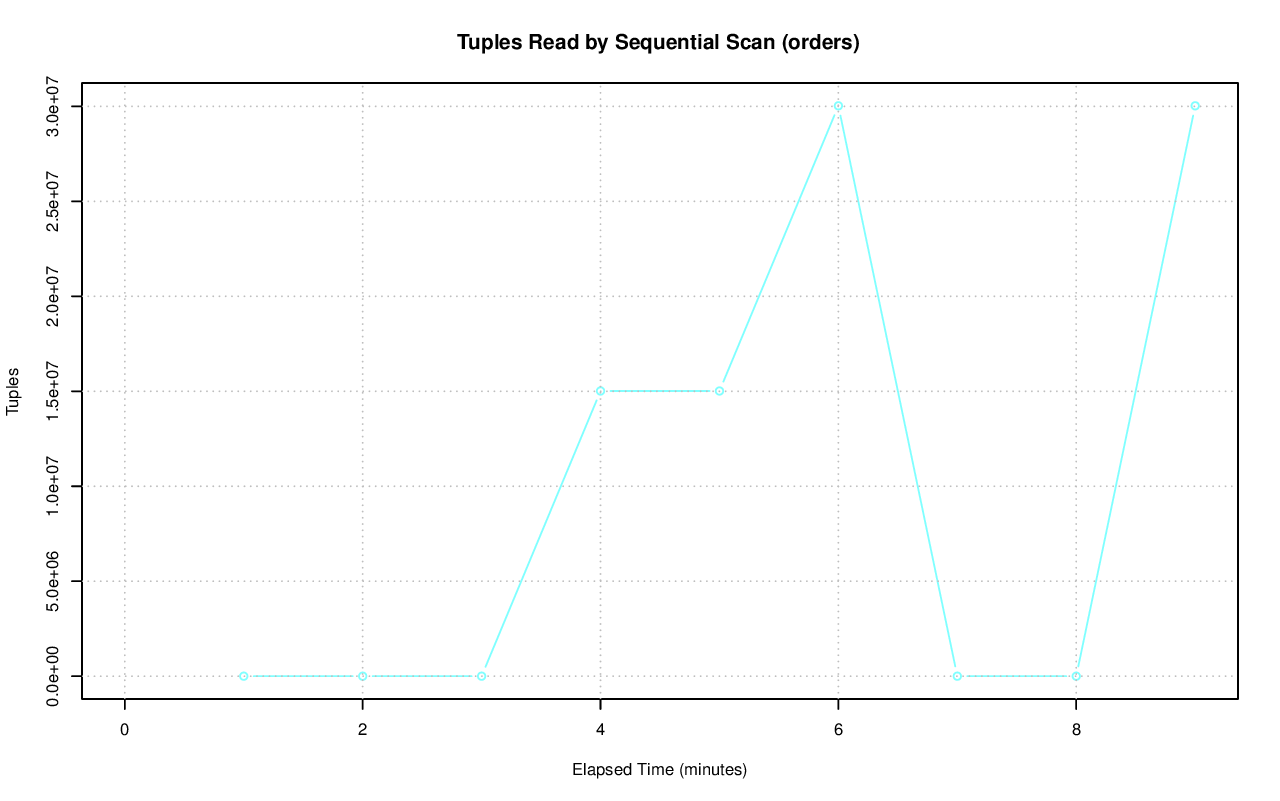 Tuples Read by Sequential Scan (orders)
Tuples
3.0e+07
2.5e+07
2.0e+07
1.5e+07
1.0e+07
5.0e+06
0.0e+00
0 2 4 6 8
Elapsed Time (minutes)